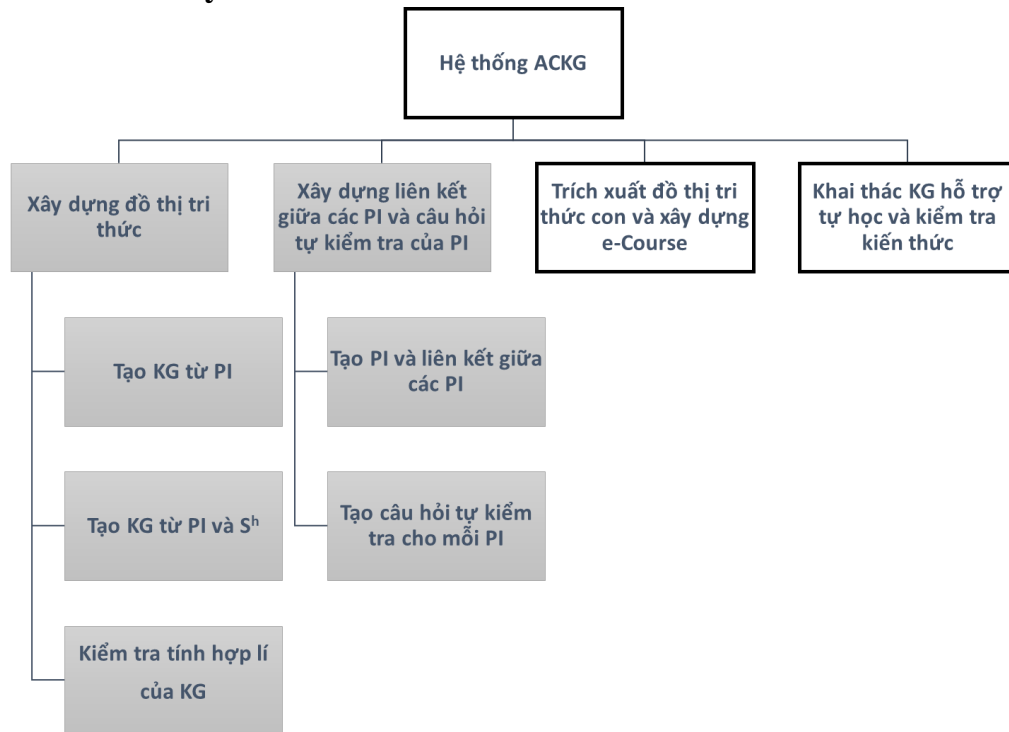 Hệ thống ACKG
Xây dựng đồ thị tri
thức
Xây dựng liên kết
giữa các PI và câu hỏi
tự kiểm tra của PI
Trích xuất đồ thị tri
thức con và xây dựng
e-Course
Khai thác KG hỗ trợ
tự học và kiểm tra
kiến thức
Tạo KG từ PI
Tạo PI và liên kết giữa
các PI
Tạo KG từ PI và Sʰ
Tạo câu hỏi tự kiểm
tra cho mỗi PI
Kiểm tra tính hợp lí
của KG